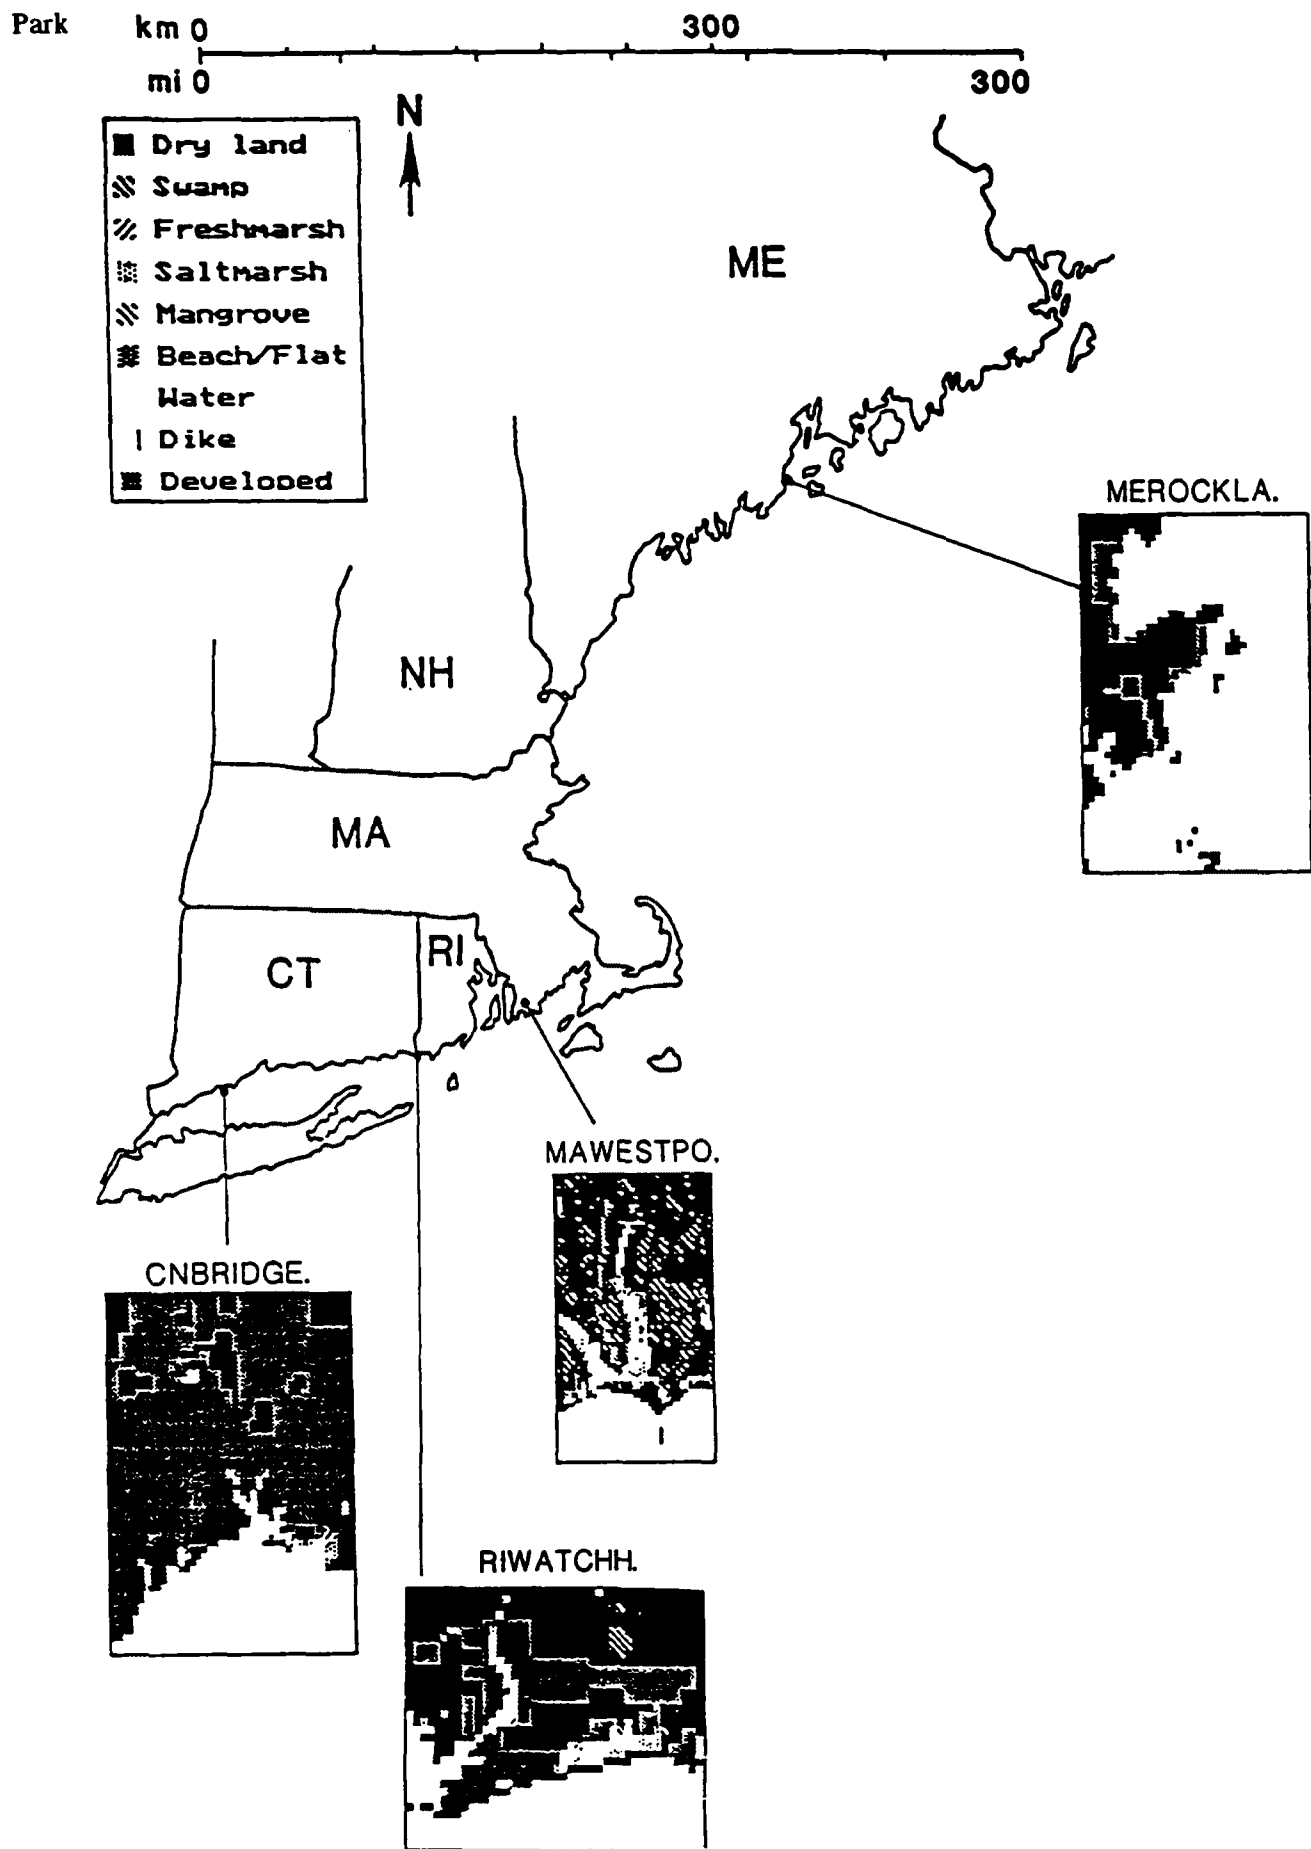 Park
km 0 300
mi 0 300
N
Dry land
Swamp
Freshmarsh
Saltmarsh
Mangrove
Beach/Flat
Water
Dike
Developed
ME
MEROCKLA.
NH
MA
RI
CT
MAWESTPO.
CNBRIDGE.
RIWATCHH.